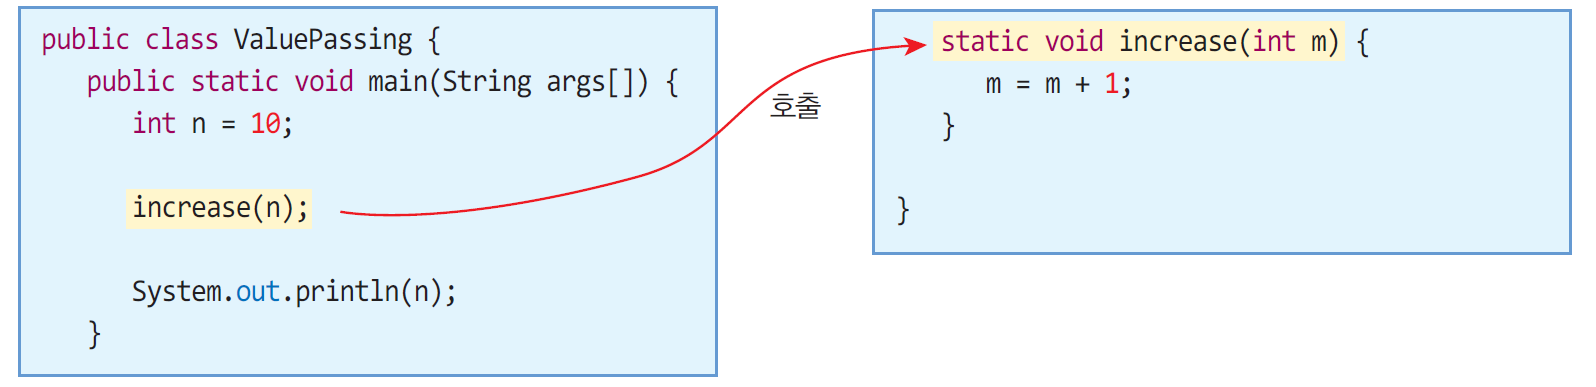 public class ValuePassing {
public static void main(String args[]) {
int n = 10;
increase(n);
System.out.println(n);
}
호출
static void increase(int m) {
m = m + 1;
}
}